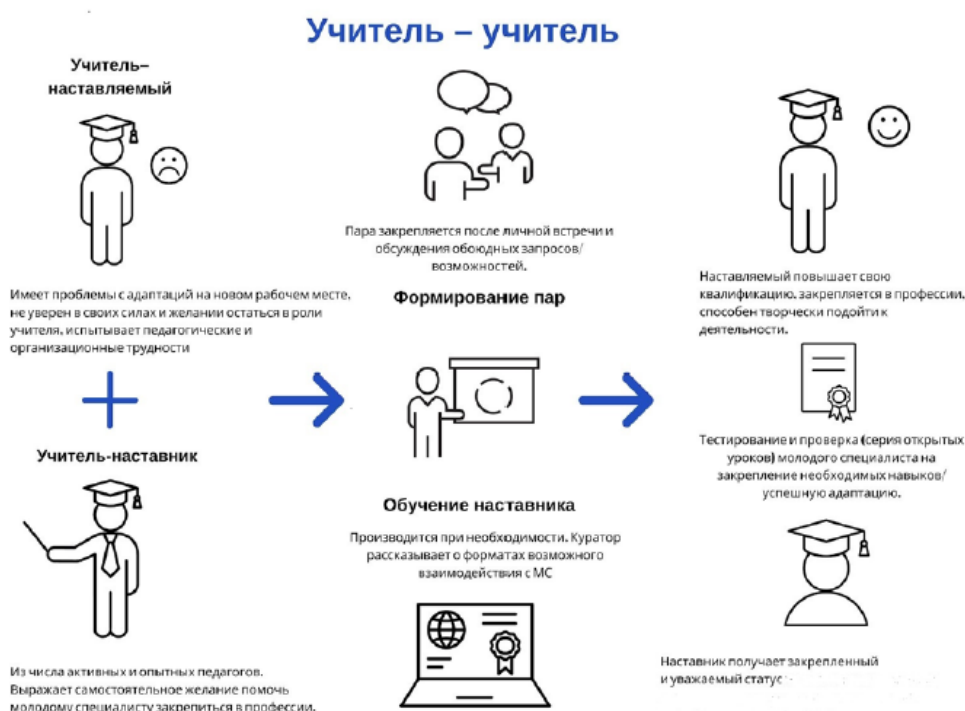 Учитель – учитель
Учитель–
наставляемый
Имеет проблемы с адаптаций на новом рабочем месте,
не уверен в своих силах и желании остаться в роли
учителя, испытывает педагогические и
организационные трудности
Учитель-наставник
Из числа активных и опытных педагогов.
Выражает самостоятельное желание помочь
молодому специалисту закрепиться в профессии.
Пара закрепляется после личной встречи и
обсуждения обоюдных запросов/
возможностей.
Формирование пар
Обучение наставника
Производится при необходимости. Куратор
рассказывает о форматах возможного
взаимодействия с МС
Наставляемый повышает свою
квалификацию, закрепляется в профессии,
способен творчески подойти к
деятельности.
Тестирование и проверка (серия открытых
уроков) молодого специалиста на
закрепление необходимых навыков/
успешную адаптацию.
Наставник получает закрепленный
и уважаемый статус